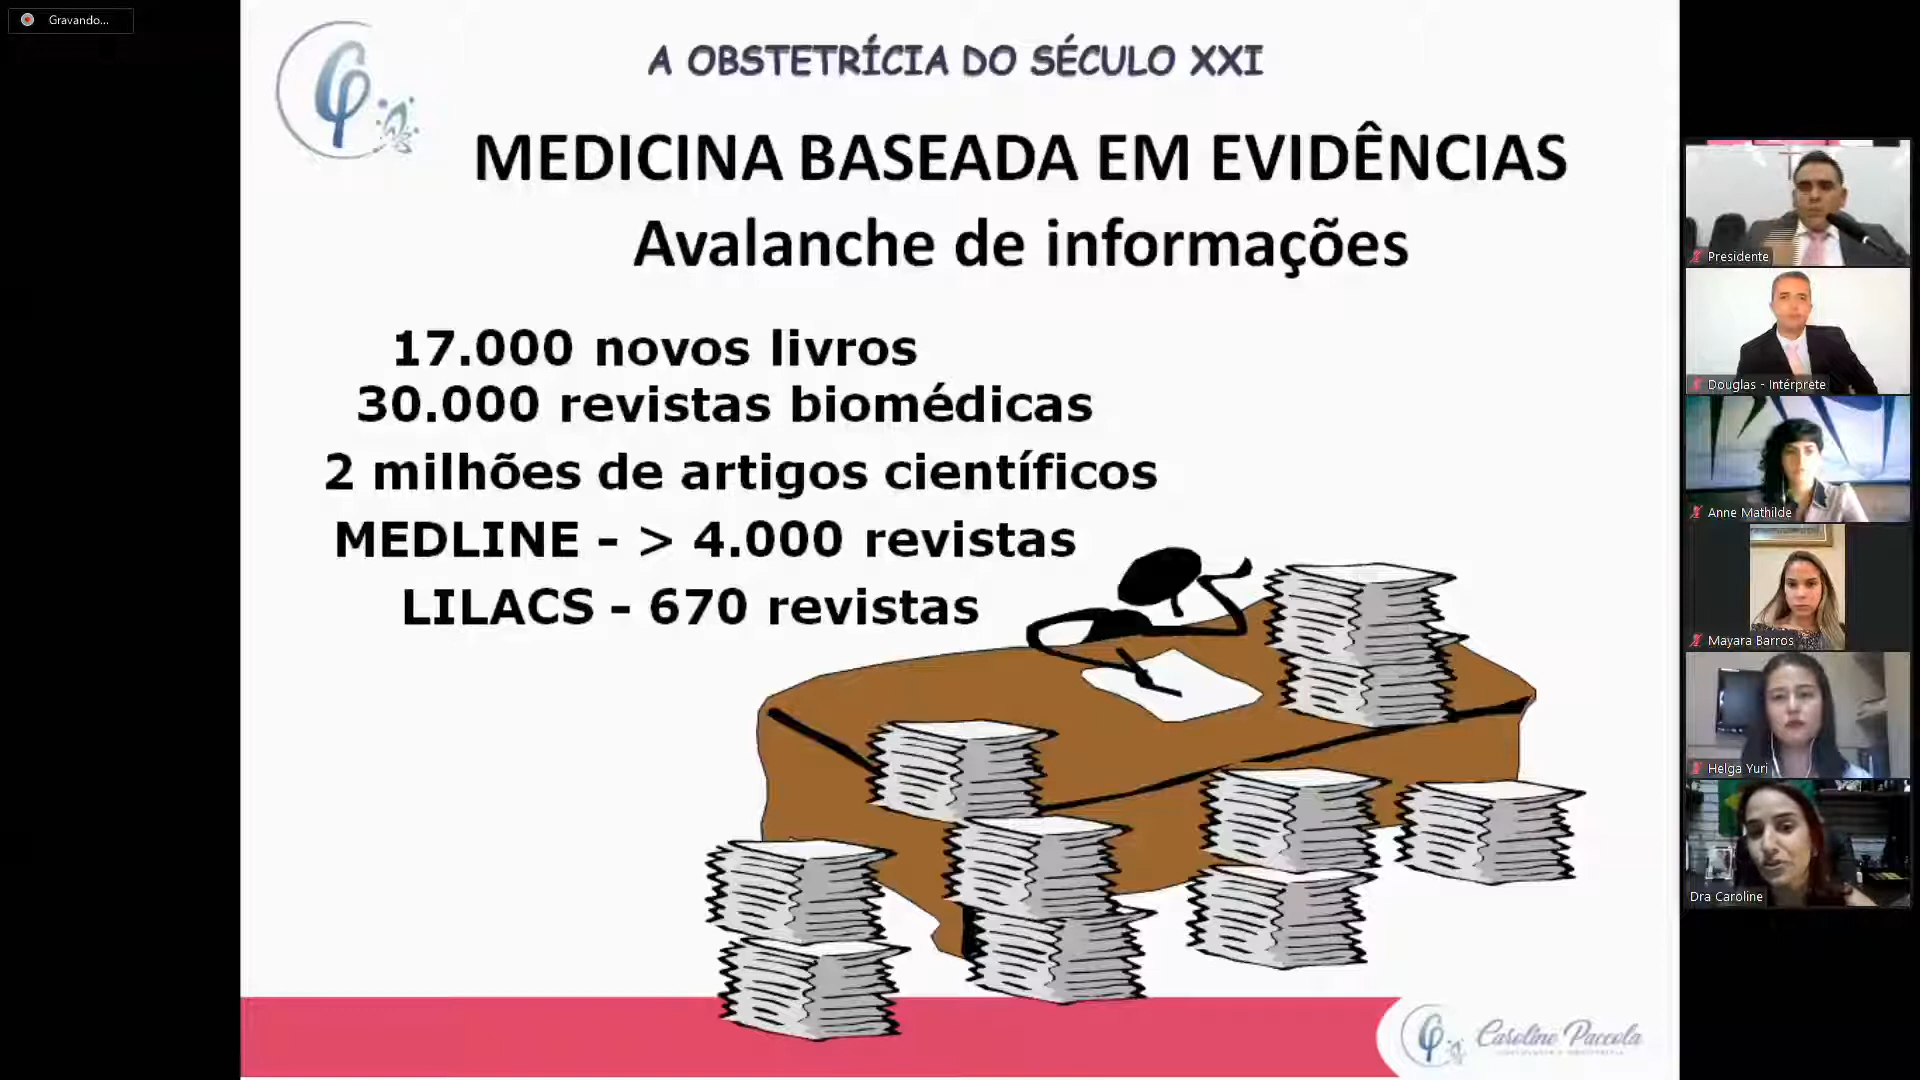 Gravando...
A OBSTETRÍCIA DO SÉCULO XXI
MEDICINA BASEADA EM EVIDÊNCIAS
Avalanche de informações
17.000 novos livros
30.000 revistas biomédicas
2 milhões de artigos científicos
MEDLINE - > 4.000 revistas
LILACS - 670 revistas
Presidente
Douglas - Intérprete
Anne Mathilde
Mayara Barros
Helga Yuri
Dra Caroline
Caroline Paccola